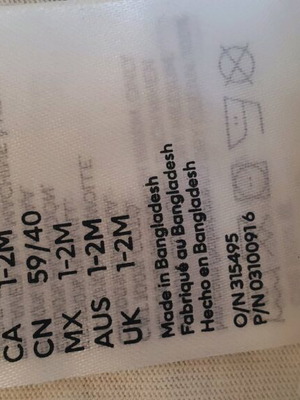 CA 1-2M
CN 59/40
MX 1-2M
AUS 1-2M
UK 1-2M
Made in Bangladesh
Fabriqué au Bangladesh
Hecho en Bangladesh
O/N 315495
P/N 03100916